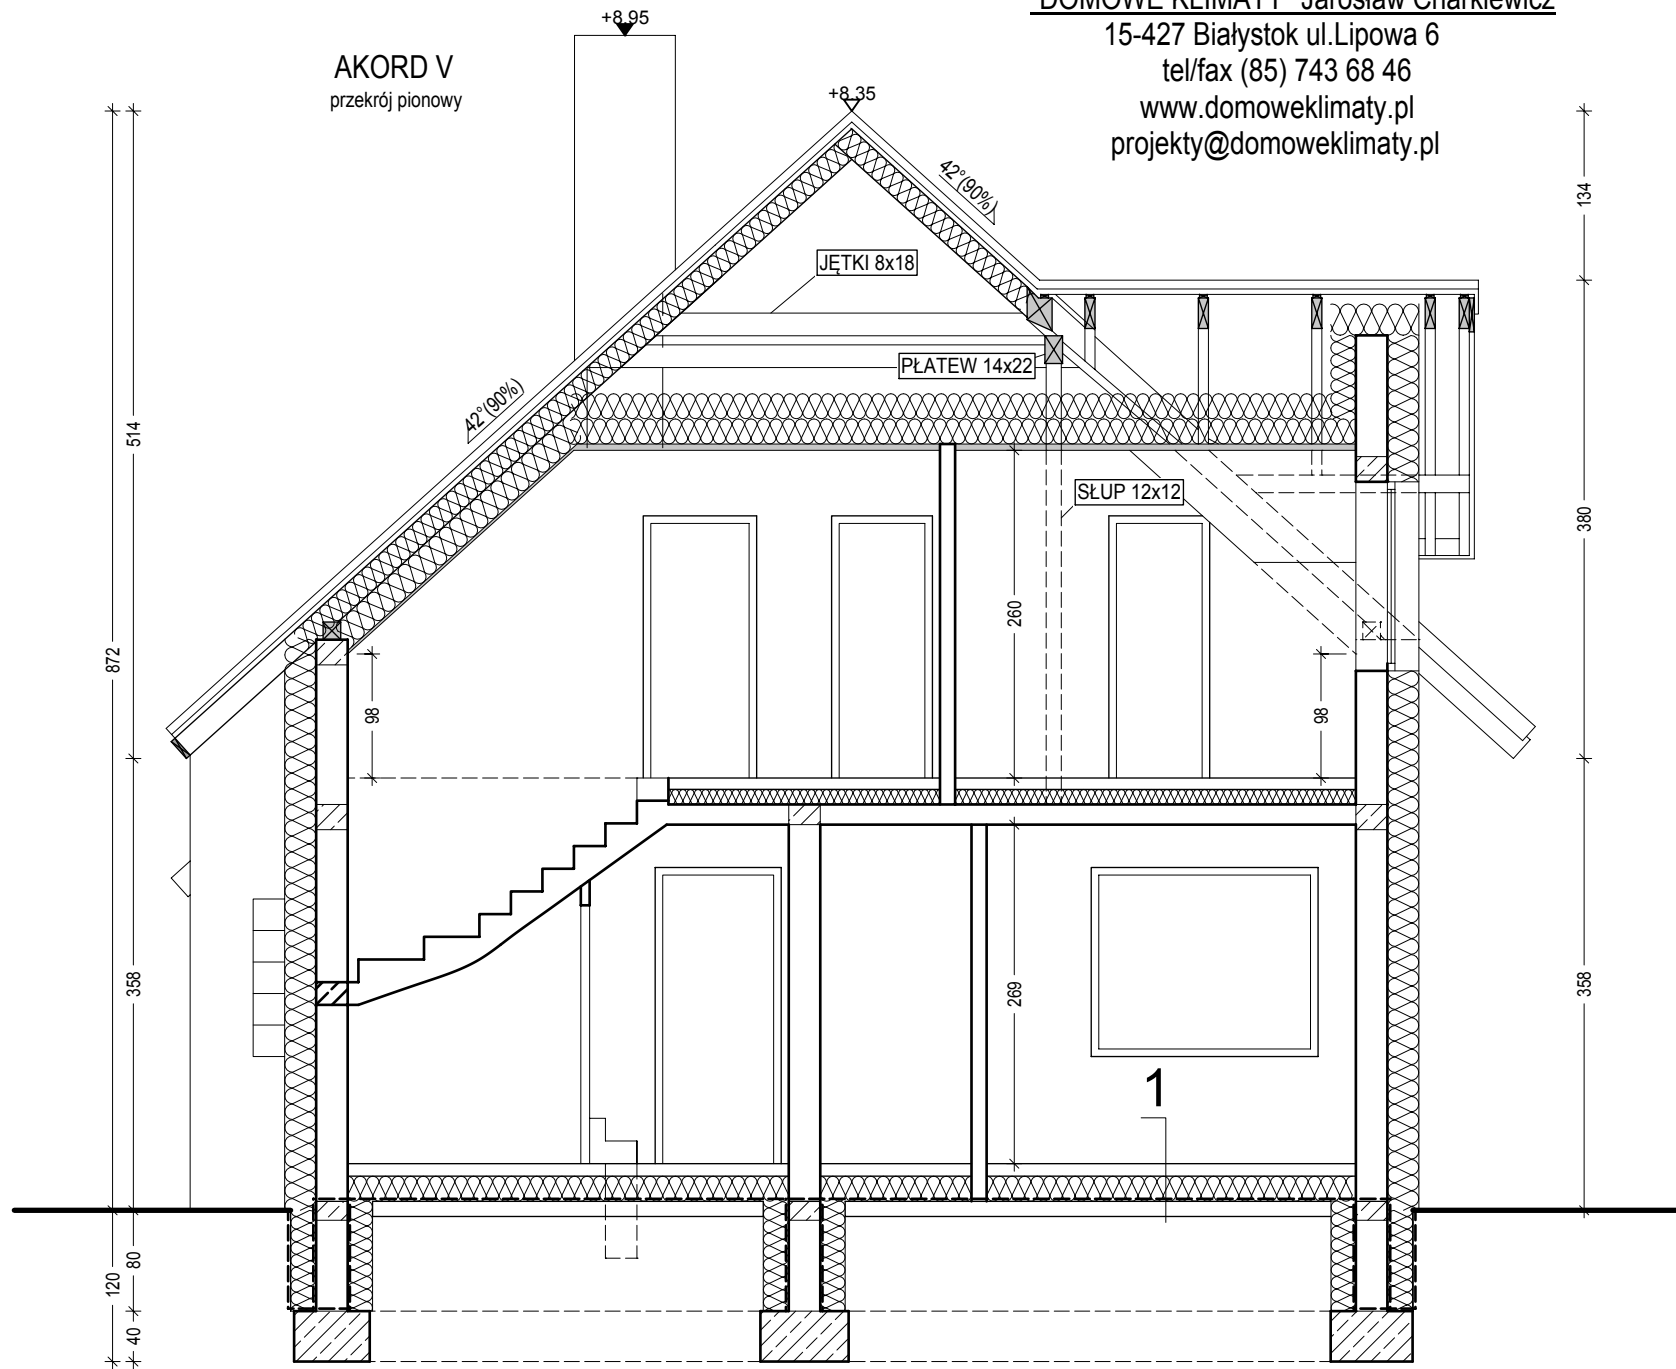 "DOMOWE KLIMATY" Jarosław Charkiewicz
15-427 Białystok ul.Lipowa 6
tel/fax (85) 743 68 46
www.domoweklimaty.pl
projekty@domoweklimaty.pl
AKORD V
przekrój pionowy
+8,95
+8,35
42°(90%)
42°(90%)
JĘTKI 8x18
PŁATEW 14x22
SŁUP 12x12
134
514
380
872
260
98
98
358
269
358
1
80
120
40